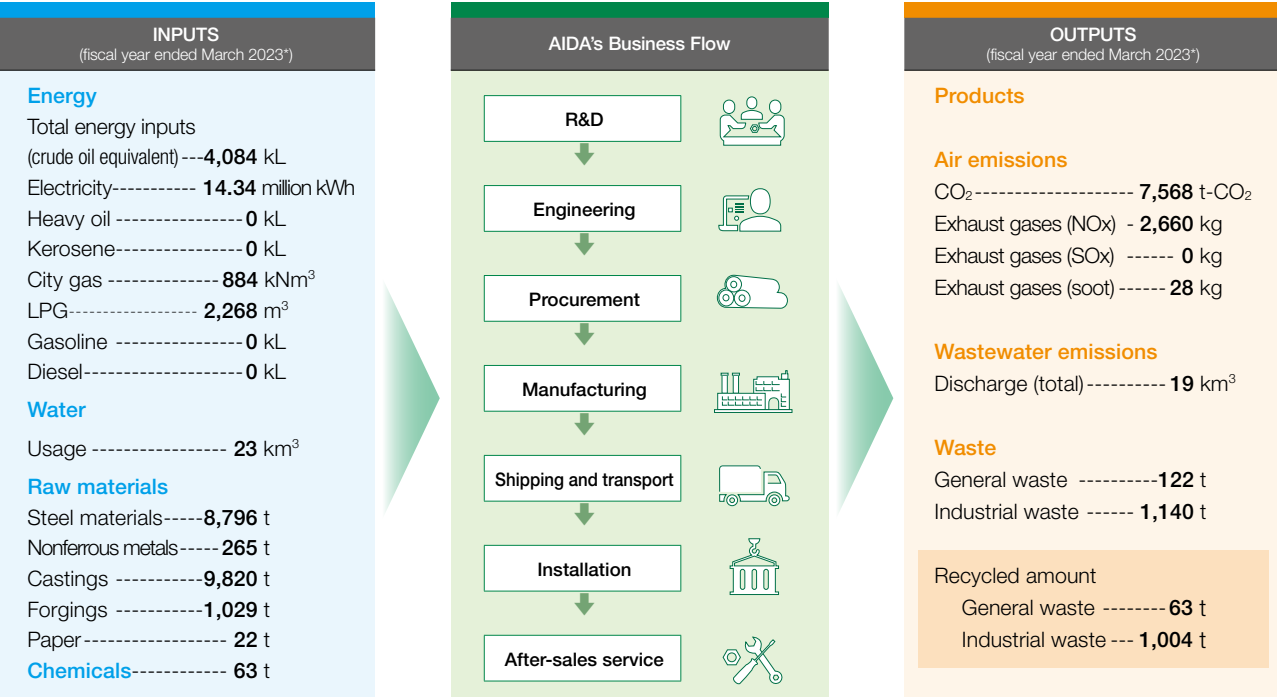 INPUTS
(fiscal year ended March 2023*)
Energy
Total energy inputs
(crude oil equivalent) ---4,084 kL
Electricity----------- 14.34 million kWh
Heavy oil ----------------0 kL
Kerosene----------------0 kL
City gas --------------884 kNm³
LPG------------------- 2,268 m³
Gasoline ----------------0 kL
Diesel--------------------0 kL
Water
Usage ----------------- 23 km³
Raw materials
Steel materials-----8,796 t
Nonferrous metals-----265 t
Castings -----------9,820 t
Forgings -----------1,029 t
Paper------------------ 22 t
Chemicals------------ 63 t
AIDA's Business Flow
R&D
Engineering
Procurement
Manufacturing
Shipping and transport
Installation
After-sales service
OUTPUTS
(fiscal year ended March 2023*)
Products
Air emissions
CO₂-------------------- 7,568 t-CO₂
Exhaust gases (NOx) - 2,660 kg
Exhaust gases (SOx) ------ 0 kg
Exhaust gases (soot)------ 28 kg
Wastewater emissions
Discharge (total)---------- 19 km³
Waste
General waste ----------122 t
Industrial waste ------ 1,140 t
Recycled amount
General waste --------63 t
Industrial waste --- 1,004 t